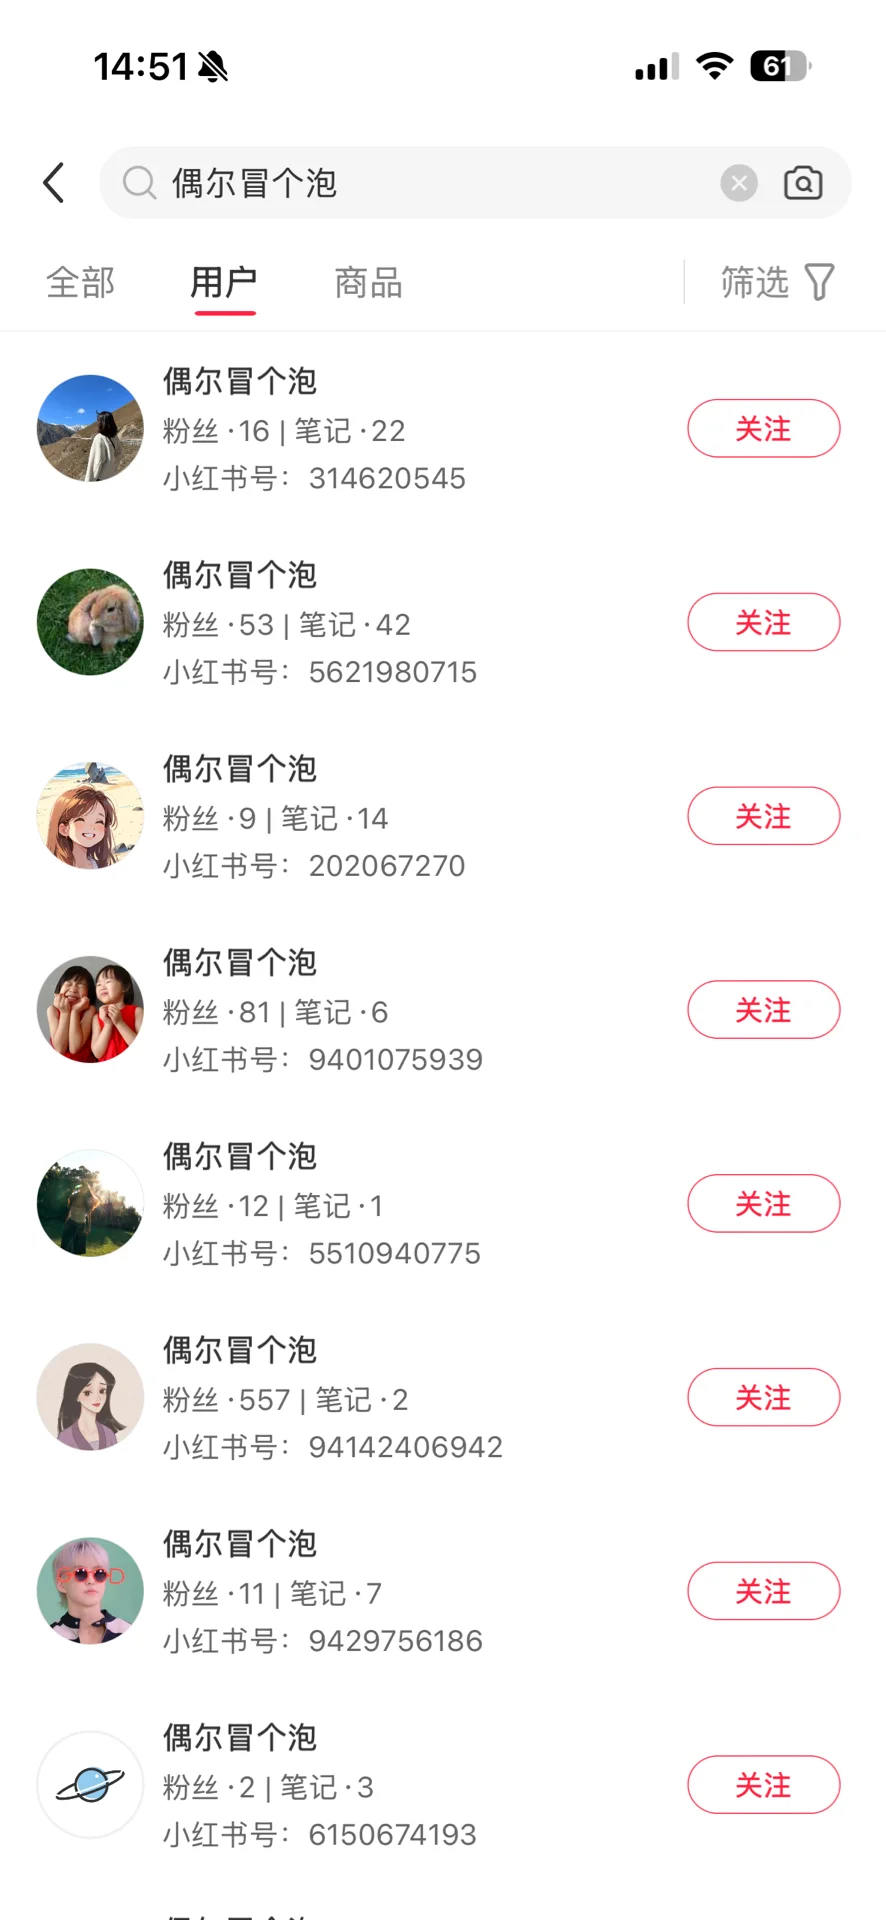 14:51
61
偶尔冒个泡
全部 用户 商品 筛选
偶尔冒个泡
粉丝 · 16 | 笔记 · 22
小红书号：314620545
关注
偶尔冒个泡
粉丝 · 53 | 笔记 · 42
小红书号：5621980715
关注
偶尔冒个泡
粉丝 · 9 | 笔记 · 14
小红书号：202067270
关注
偶尔冒个泡
粉丝 · 81 | 笔记 · 6
小红书号：9401075939
关注
偶尔冒个泡
粉丝 · 12 | 笔记 · 1
小红书号：5510940775
关注
偶尔冒个泡
粉丝 · 557 | 笔记 · 2
小红书号：94142406942
关注
偶尔冒个泡
粉丝 · 11 | 笔记 · 7
小红书号：9429756186
关注
偶尔冒个泡
粉丝 · 2 | 笔记 · 3
小红书号：6150674193
关注